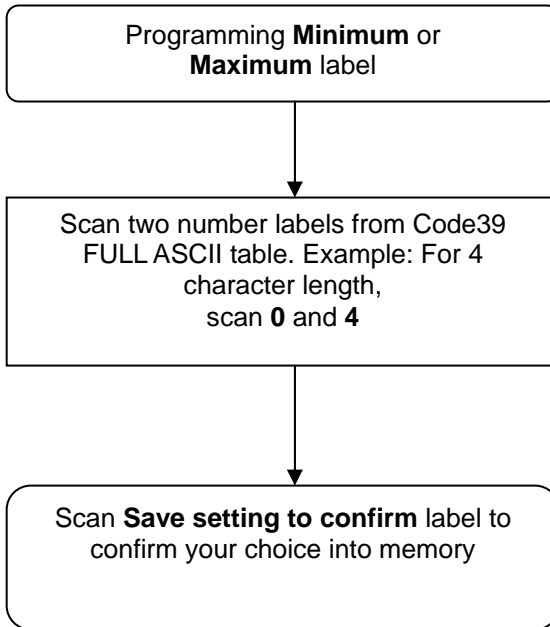 Programming Minimum or
Maximum label
Scan two number labels from Code39
FULL ASCII table. Example: For 4
character length,
scan 0 and 4
Scan Save setting to confirm label to
confirm your choice into memory